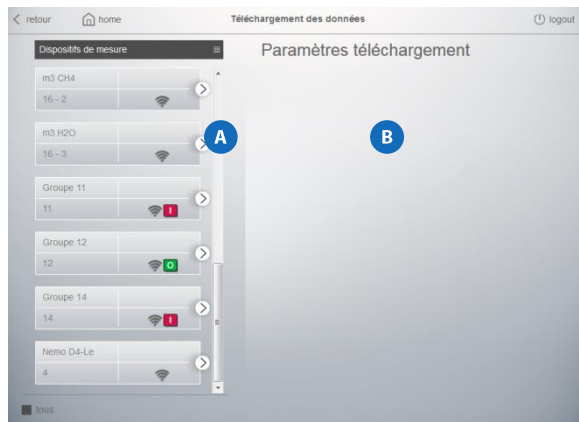 retour home Téléchargement des données logout
Dispositifs de mesure
Paramètres téléchargement
m3 CH4
16 - 2
m3 H2O
16 - 3
A
B
Groupe 11
11 I
Groupe 12
12 O
Groupe 14
14 I
Nemo D4-Le
4
tous